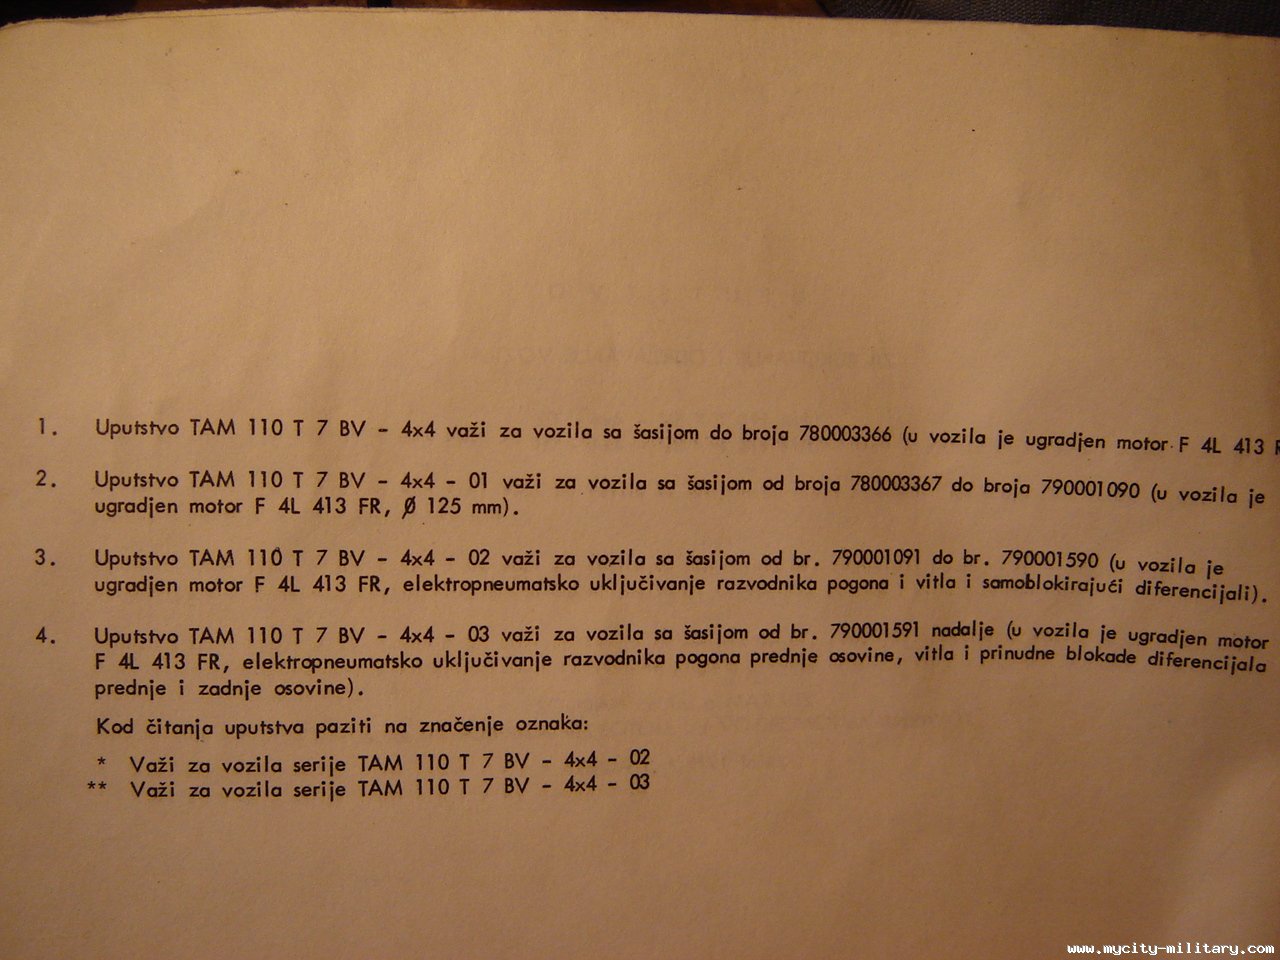 1. Uputstvo TAM 110 T 7 BV - 4x4 važi za vozila sa šasijom do broja 780003366 (u vozila je ugradjen motor F 4L 413
2. Uputstvo TAM 110 T 7 BV - 4x4 - 01 važi za vozila sa šasijom od broja 780003367 do broja 790001090 (u vozila je
ugradjen motor F 4L 413 FR, Ø 125 mm).
3. Uputstvo TAM 110 T 7 BV - 4x4 - 02 važi za vozila sa šasijom od br. 790001091 do br. 790001590 (u vozila je
ugradjen motor F 4L 413 FR, elektropneumatsko uključivanje razvodnika pogona i vitla i samoblokirajući diferencijali).
4. Uputstvo TAM 110 T 7 BV - 4x4 - 03 važi za vozila sa šasijom od br. 790001591 nadalje (u vozila je ugradjen motor
F 4L 413 FR, elektropneumatsko uključivanje razvodnika pogona prednje osovine, vitla i prinudne blokade diferencijala
prednje i zadnje osovine).
Kod čitanja uputstva paziti na značenje oznaka:
* Važi za vozila serije TAM 110 T 7 BV - 4x4 - 02
** Važi za vozila serije TAM 110 T 7 BV - 4x4 - 03
www.mycity-military.com